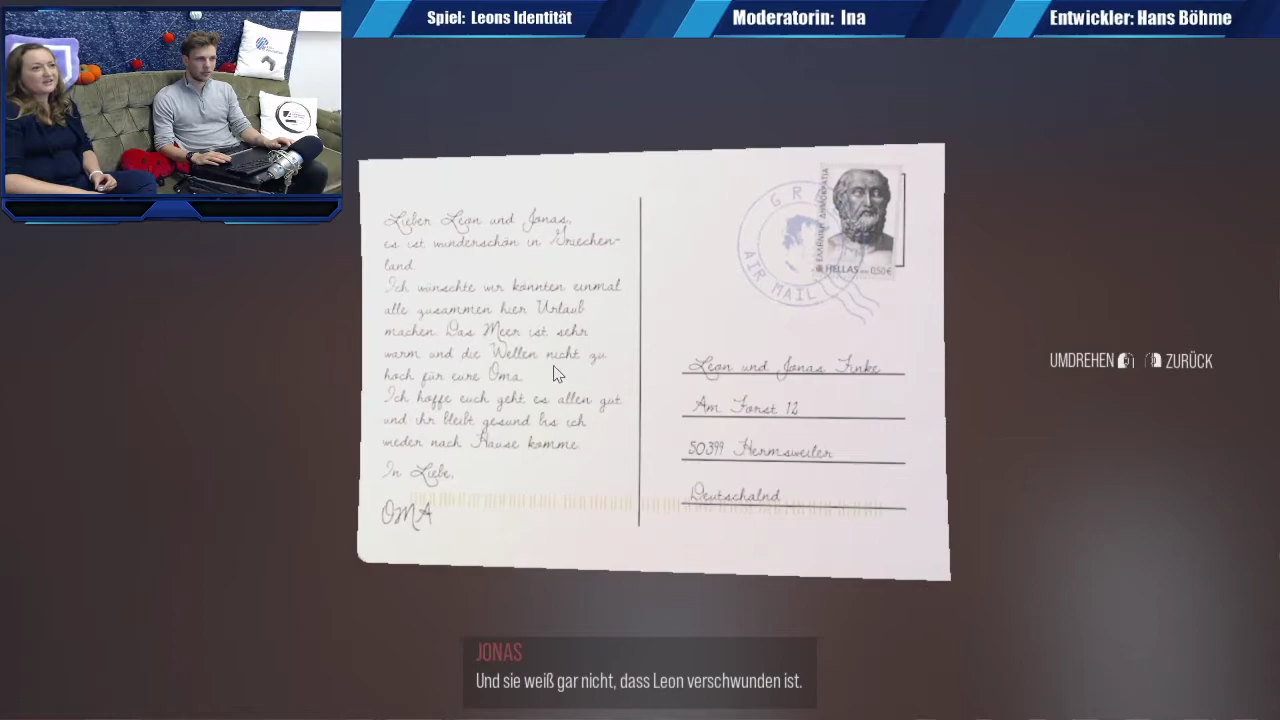 Spiel: Leons Identität
Moderatorin: Ina
Entwickler: Hans Böhme
Lieber Leon und Jonas,
es ist wunderschön in Griechen-
land.
Ich wünschte wir könnten einmal
alle zusammen hier Urlaub
machen. Das Meer ist sehr
warm und die Wellen nicht zu
hoch für eure Oma.
Ich hoffe euch geht es allen gut
und ihr bleibt gesund bis ich
wieder nach Hause komme.
In Liebe,
OMA
AIR MAIL
ΕΛΛΗΝΙΚΗ ΔΗΜΟΚΡΑΤΙΑ
HELLAS 0,50€
Leon und Jonas Finke
Am Forst 12
50399 Hermsweiler
Deutschalnd
UMDREHEN ZURÜCK
JONAS
Und sie weiß gar nicht, dass Leon verschwunden ist.